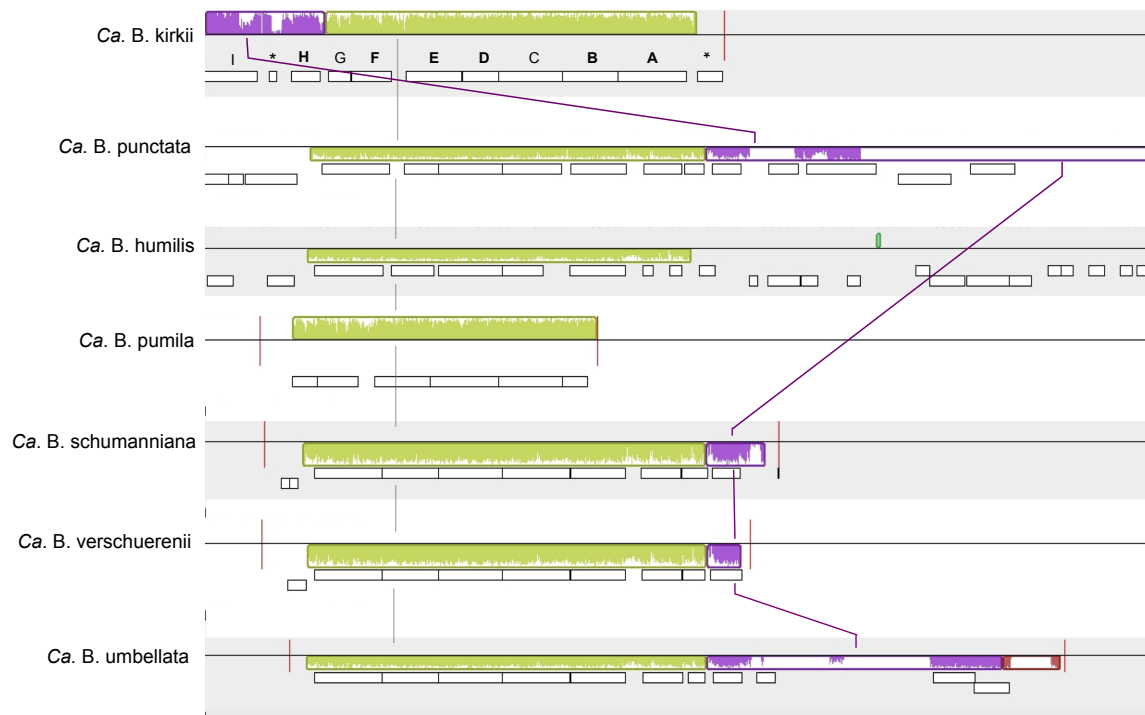 Ca. B. kirkii
I * H G F E D C B A *
Ca. B. punctata
Ca. B. humilis
Ca. B. pumila
Ca. B. schumanniana
Ca. B. verschuerenii
Ca. B. umbellata